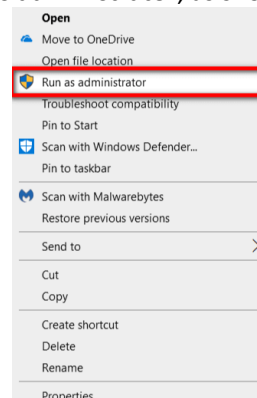 Open
Move to OneDrive
Open file location
Run as administrator
Troubleshoot compatibility
Pin to Start
Scan with Windows Defender...
Pin to taskbar
Scan with Malwarebytes
Restore previous versions
Send to
Cut
Copy
Create shortcut
Delete
Rename
Properties